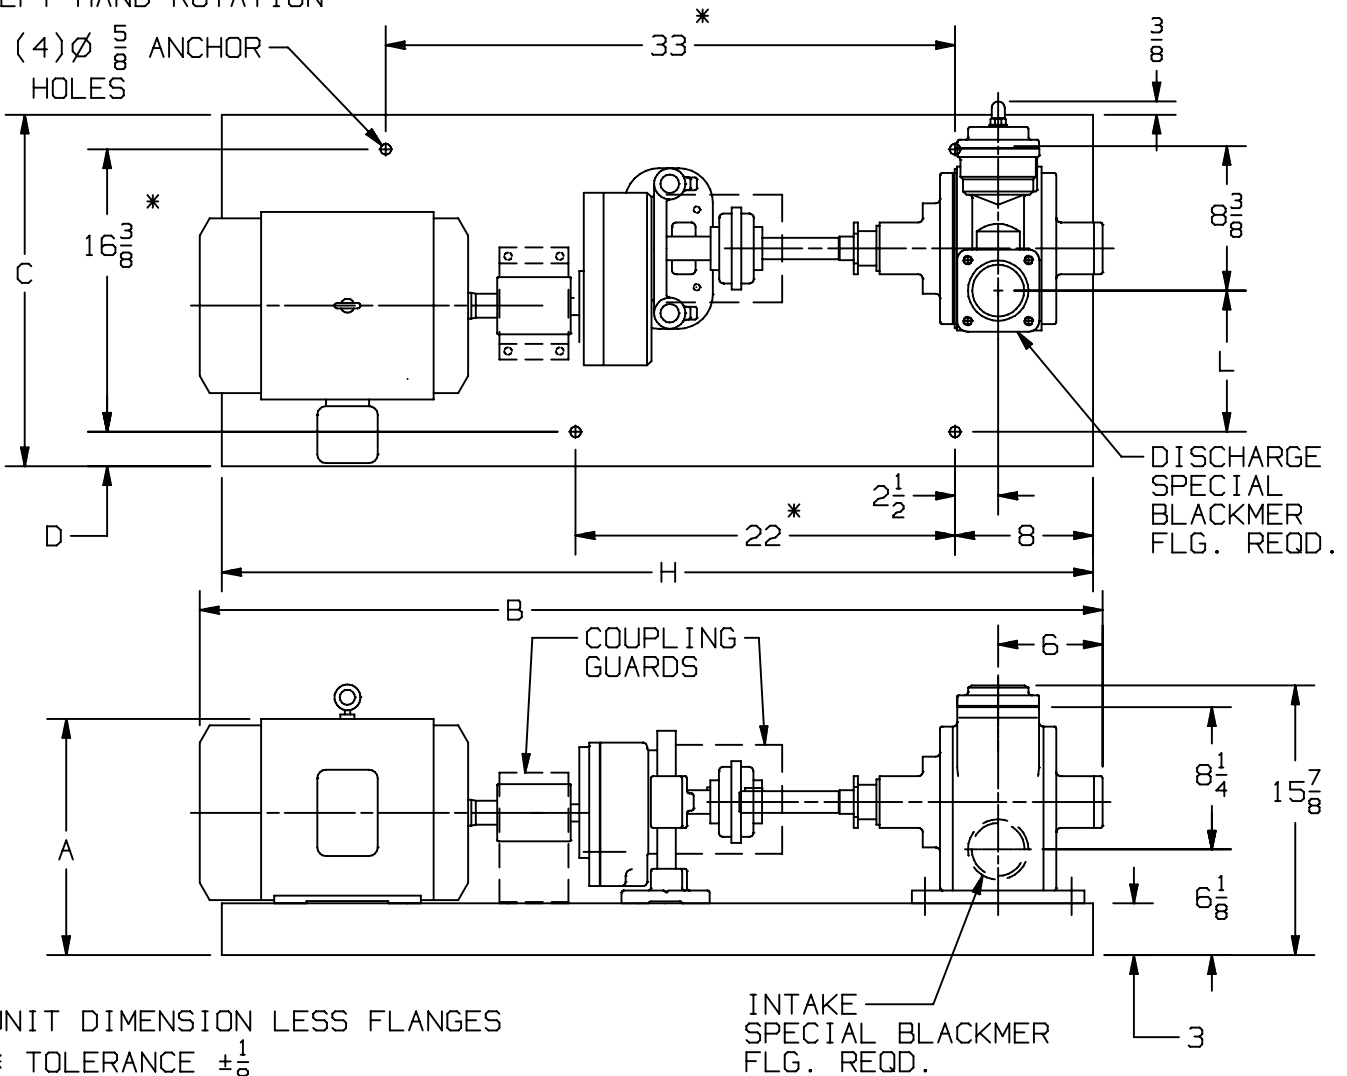 HAND ROTATION
(4)Ø 5/8 ANCHOR
HOLES
*
33
3/8
C
16 3/8
*
8 3/8
L
D
2 1/2
22
*
8
DISCHARGE
SPECIAL
BLACKMER
FLG. REQD.
H
B
COUPLING
GUARDS
6
A
8 1/4
15 7/8
6 1/8
3
INTAKE
SPECIAL BLACKMER
FLG. REQD.
UNIT DIMENSION LESS FLANGES
* TOLERANCE ±